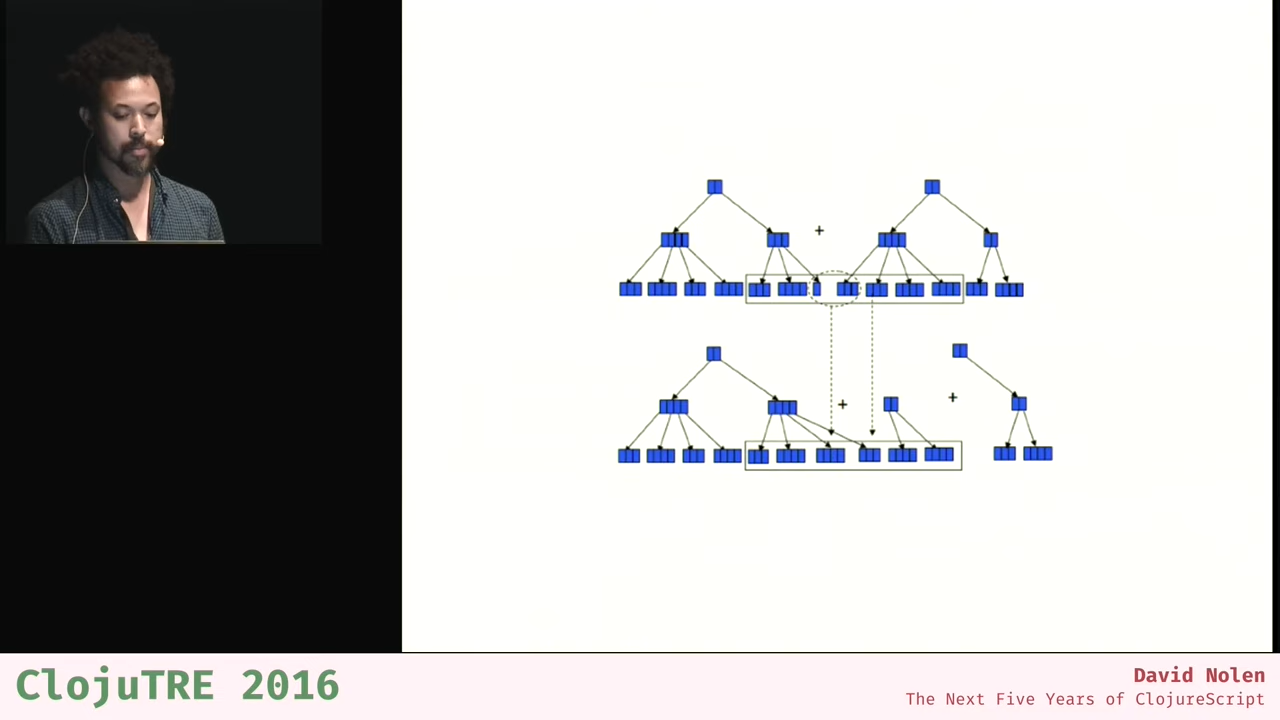 +
+
+
ClojuTRE 2016
David Nolen
The Next Five Years of ClojureScript